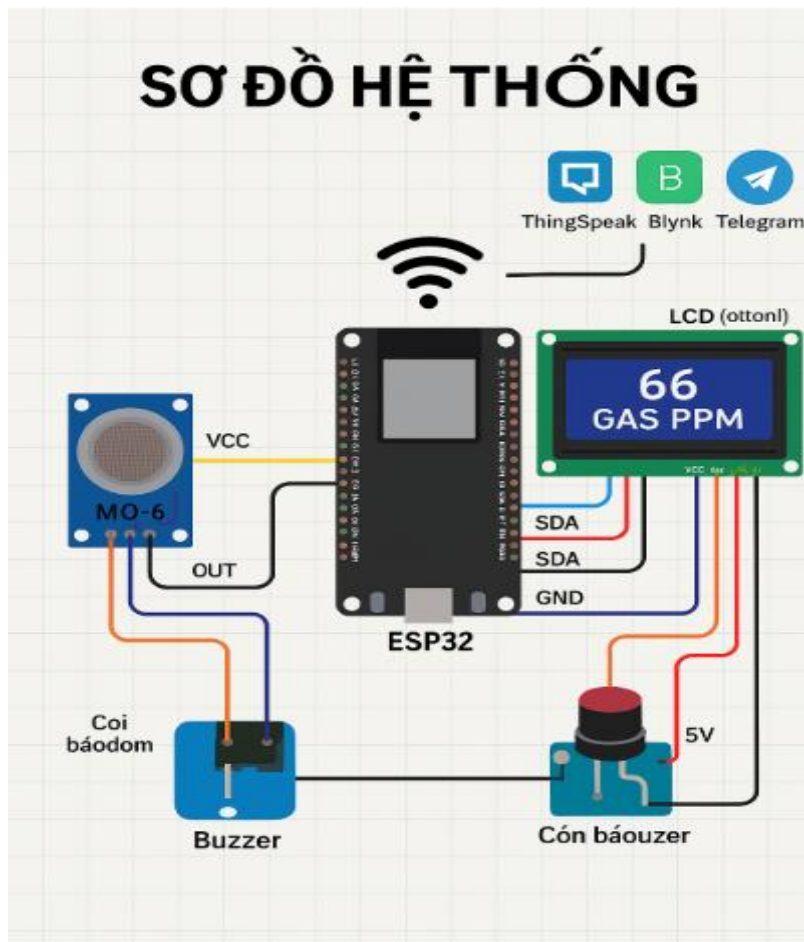 SƠ ĐỒ HỆ THỐNG
ThingSpeak Blynk Telegram
LCD (ottonl)
66
GAS PPM
VCC
MO-6
VCC
OUT
SDA
SDA
GND
ESP32
Coi
báodom
5V
Buzzer
Cón báouzer